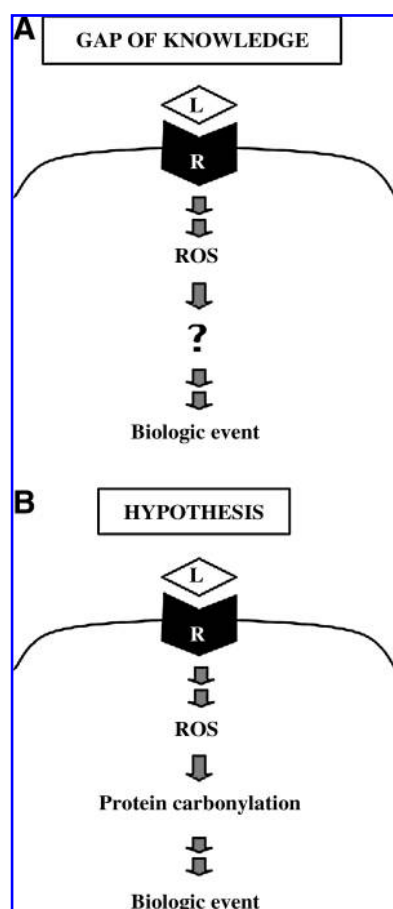 A
GAP OF KNOWLEDGE
L
R
ROS
?
Biologic event
B
HYPOTHESIS
L
R
ROS
Protein carbonylation
Biologic event